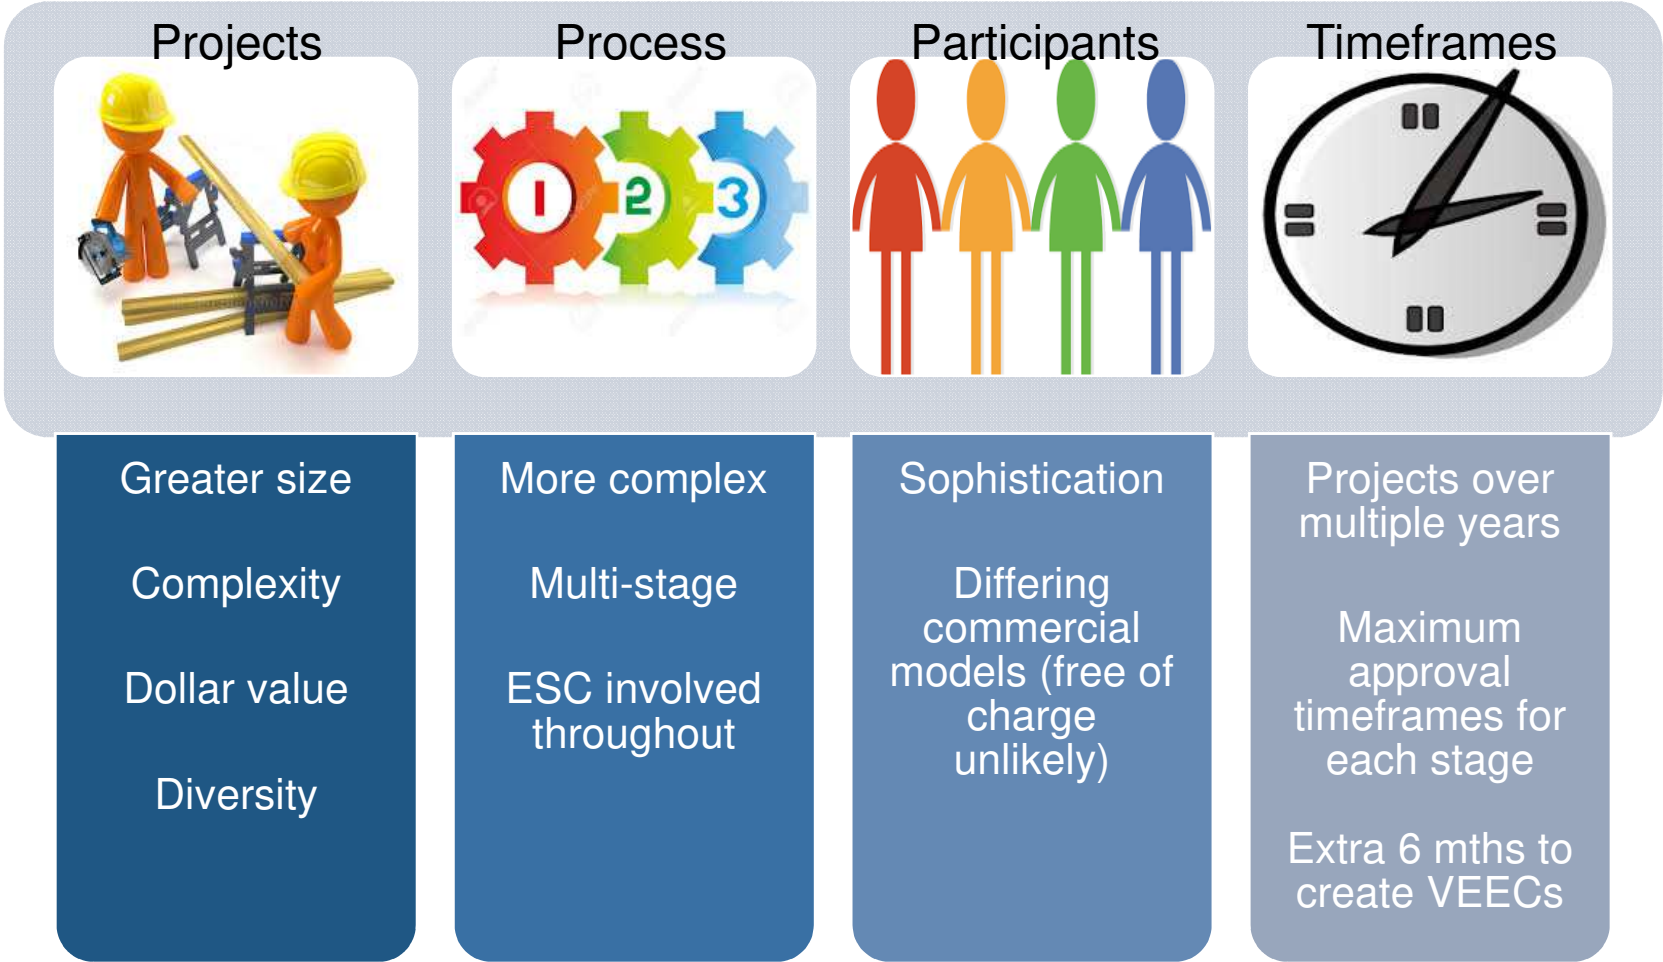 Projects
Process
Participants
Timeframes
1
2
3
Greater size
Complexity
Dollar value
Diversity
More complex
Multi-stage
ESC involved
throughout
Sophistication
Differing
commercial
models (free of
charge
unlikely)
Projects over
multiple years
Maximum
approval
timeframes for
each stage
Extra 6 mths to
create VEECs